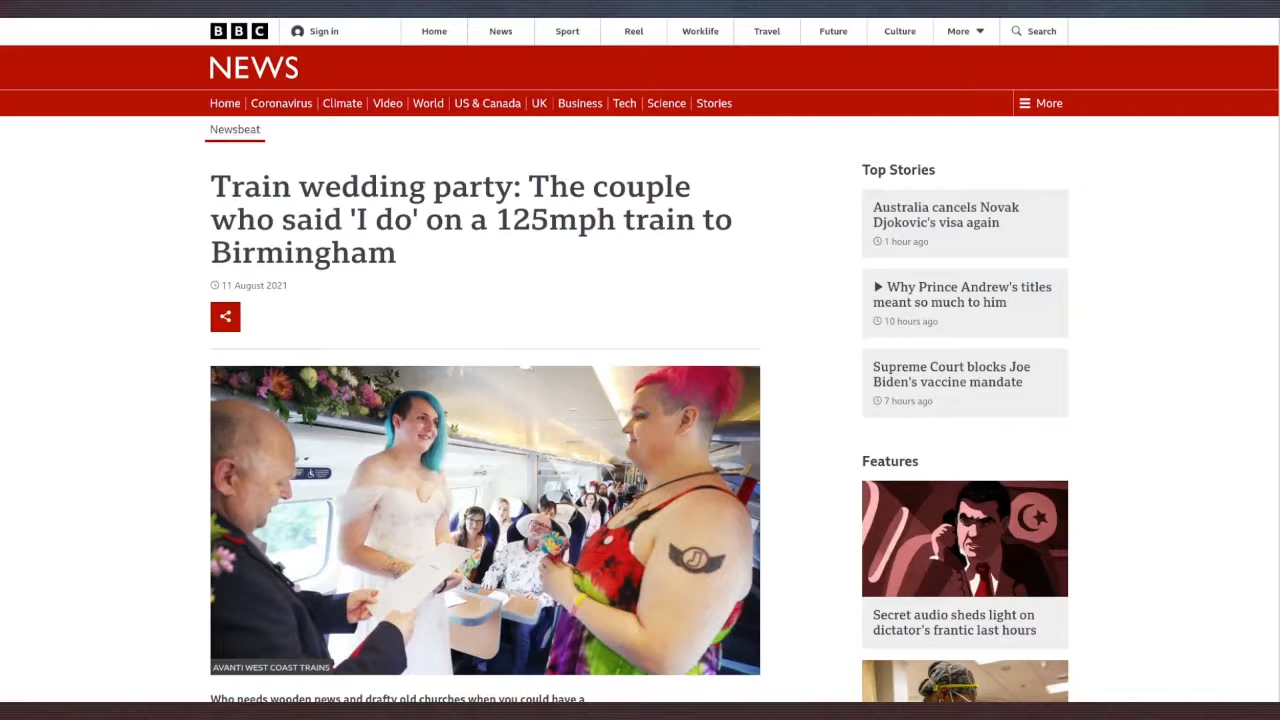 BBC
Sign in
Home
News
Sport
Reel
Worklife
Travel
Future
Culture
More
Search
NEWS
Home
Coronavirus
Climate
Video
World
US & Canada
UK
Business
Tech
Science
Stories
More
Newsbeat
Train wedding party: The couple
who said 'I do' on a 125mph train to
Birmingham
11 August 2021
AVANTI WEST COAST TRAINS
Who needs wooden pews and drafty old churches when you could have a
Top Stories
Australia cancels Novak
Djokovic's visa again
1 hour ago
Why Prince Andrew's titles
meant so much to him
10 hours ago
Supreme Court blocks Joe
Biden's vaccine mandate
7 hours ago
Features
Secret audio sheds light on
dictator's frantic last hours